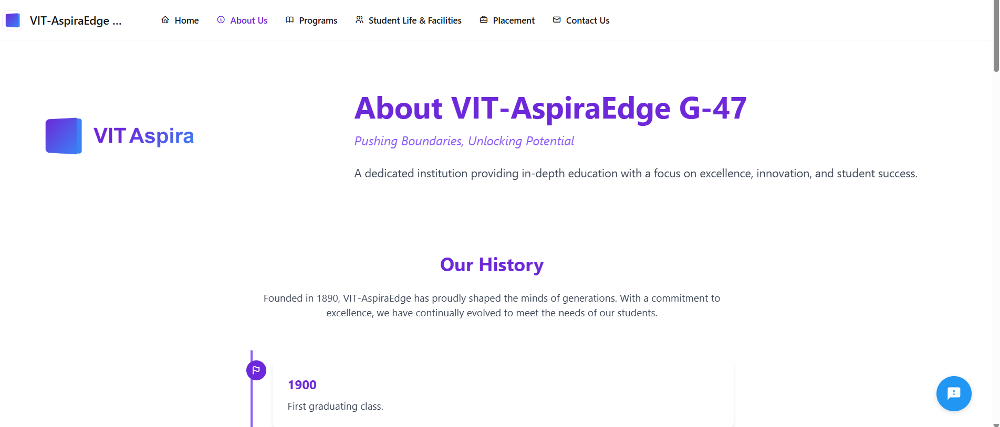 VIT-AspiraEdge ...
Home
About Us
Programs
Student Life & Facilities
Placement
Contact Us
VIT Aspira
About VIT-AspiraEdge G-47
Pushing Boundaries, Unlocking Potential
A dedicated institution providing in-depth education with a focus on excellence, innovation, and student success.
Our History
Founded in 1890, VIT-AspiraEdge has proudly shaped the minds of generations. With a commitment to
excellence, we have continually evolved to meet the needs of our students.
1900
First graduating class.